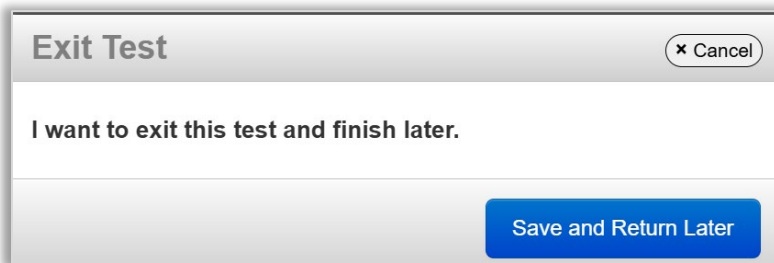 Exit Test
× Cancel
I want to exit this test and finish later.
Save and Return Later